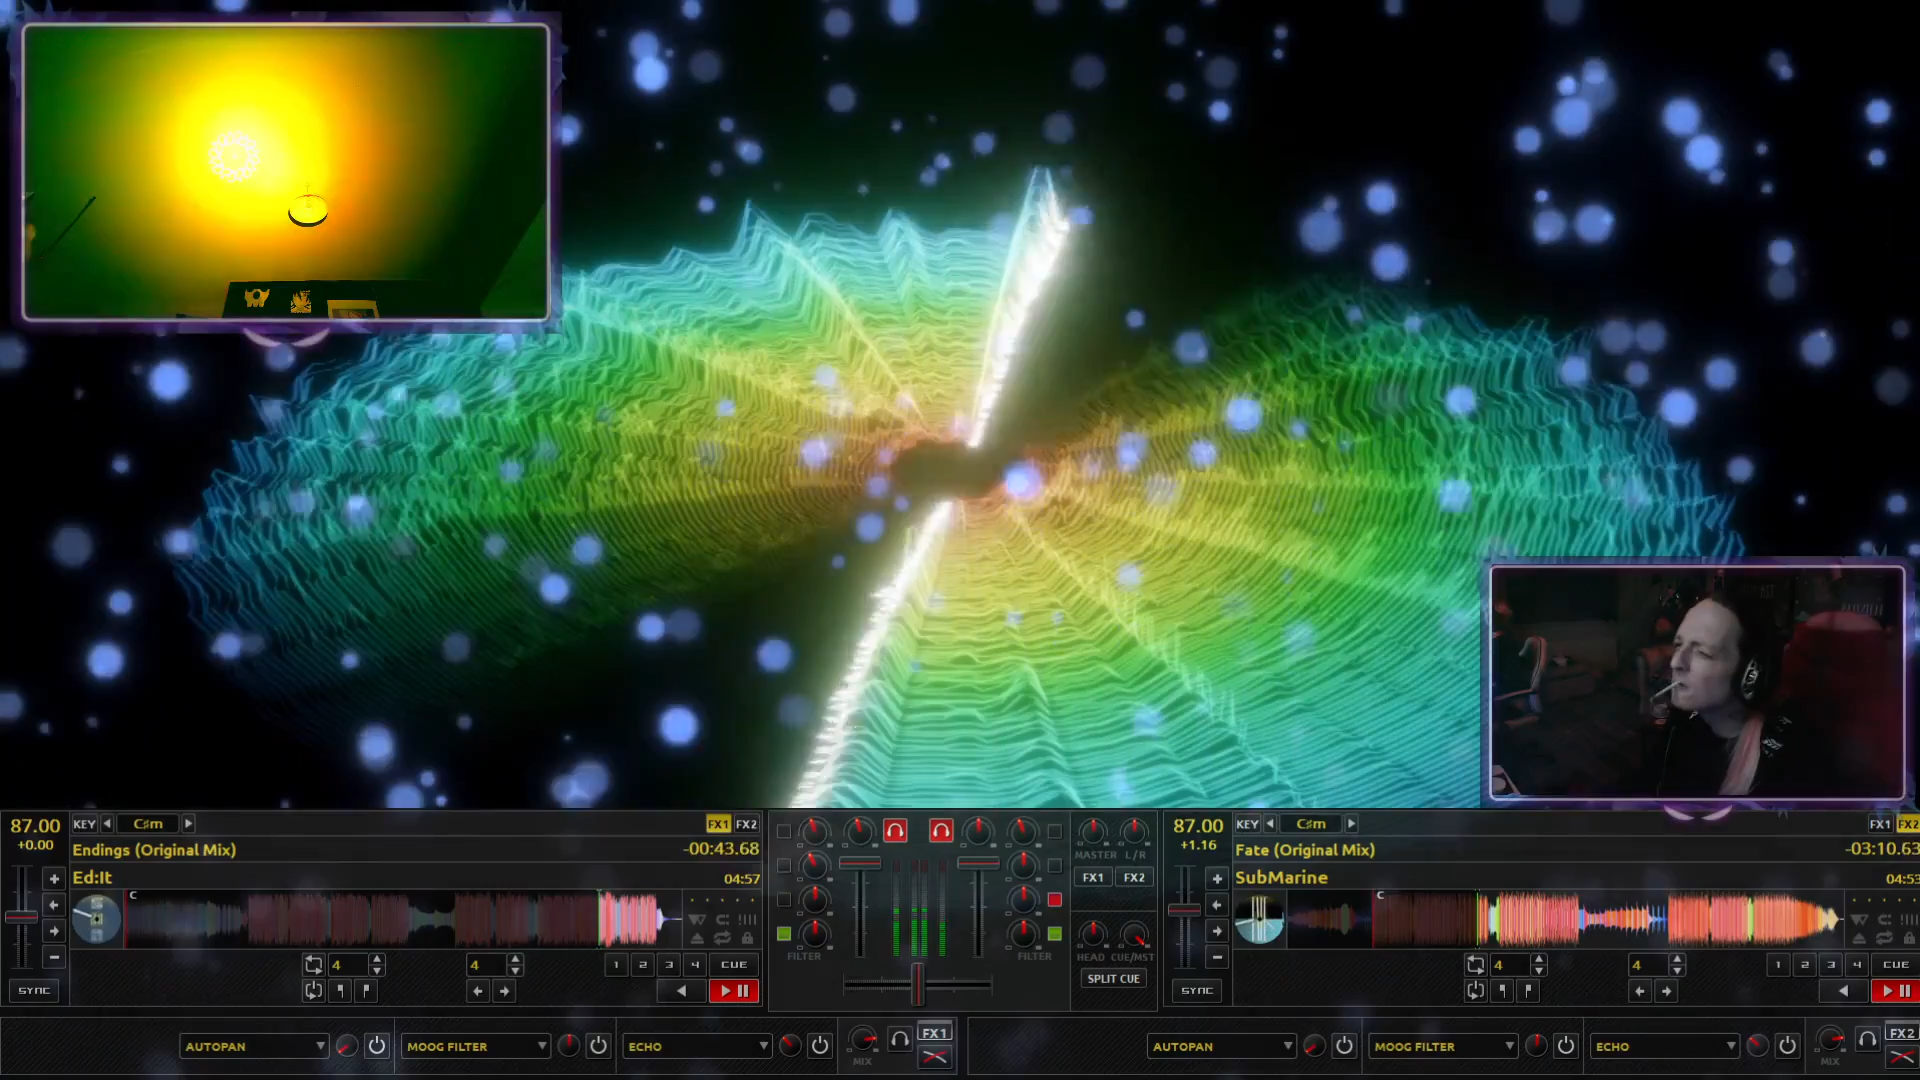 87.00
+0.00
KEY C♯m
FX1 FX2
Endings (Original Mix)
-00:43.68
Ed:It
04:57
C
4
4
1 2 3 4 CUE
SYNC
FILTER
FILTER
MASTER L/R
FX1 FX2
HEAD CUE/MST
SPLIT CUE
87.00
+1.16
KEY C♯m
FX1 FX2
Fate (Original Mix)
-03:10.63
SubMarine
04:53
C
4
4
1 2 3 4 CUE
SYNC
AUTOPAN
MOOG FILTER
ECHO
MIX
FX1
AUTOPAN
MOOG FILTER
ECHO
MIX
FX2